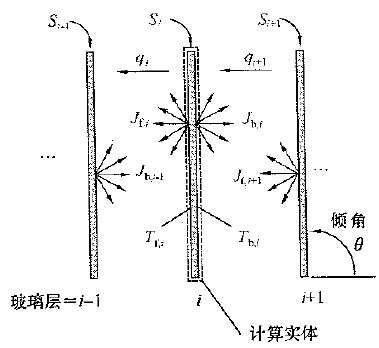 S_{i-1} S_i S_{i+1}
q_i q_{i+1}
J_{f,i} J_{b,i}
... J_{b,i-1} J_{f,i+1} ...
倾角
θ
T_{f,i} T_{b,i}
玻璃层=i-1 i i+1
计算实体